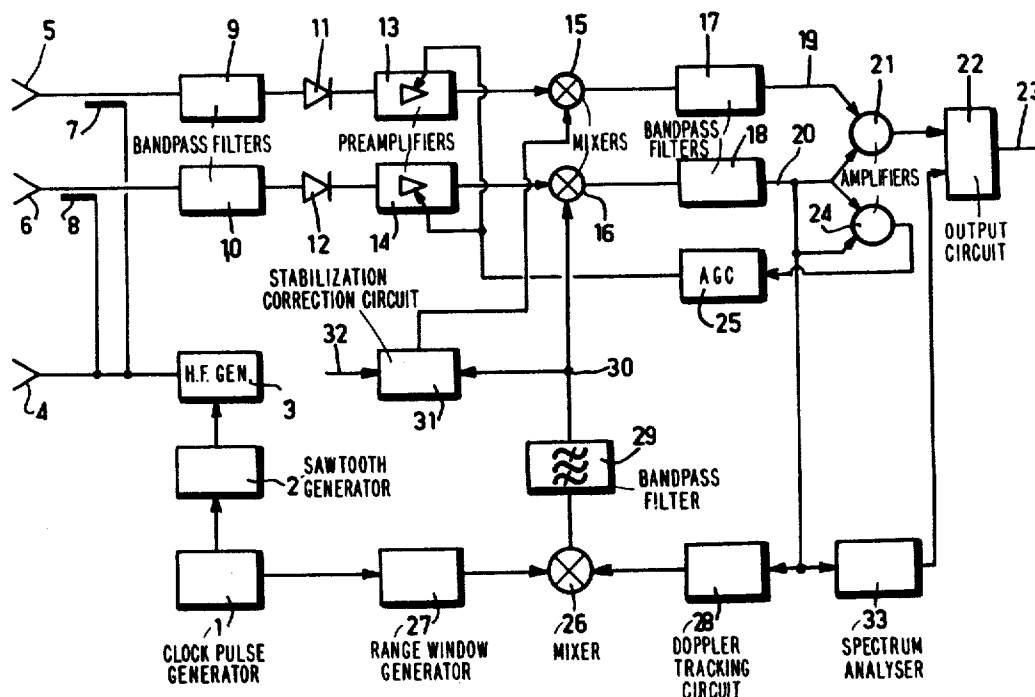 5
9
11
13
15
17
19
21
22
23
7
BANDPASS FILTERS
PREAMPLIFIERS
MIXERS
BANDPASS
FILTERS
18
20
AMPLIFIERS
6
8
10
12
14
16
24
OUTPUT
CIRCUIT
STABILIZATION
CORRECTION CIRCUIT
A G C
25
32
30
4
H.F. GEN.
3
31
29
2
SAWTOOTH
GENERATOR
BANDPASS
FILTER
1
27
26
28
33
CLOCK PULSE
GENERATOR
RANGE WINDOW
GENERATOR
MIXER
DOPPLER
TRACKING
CIRCUIT
SPECTRUM
ANALYSER